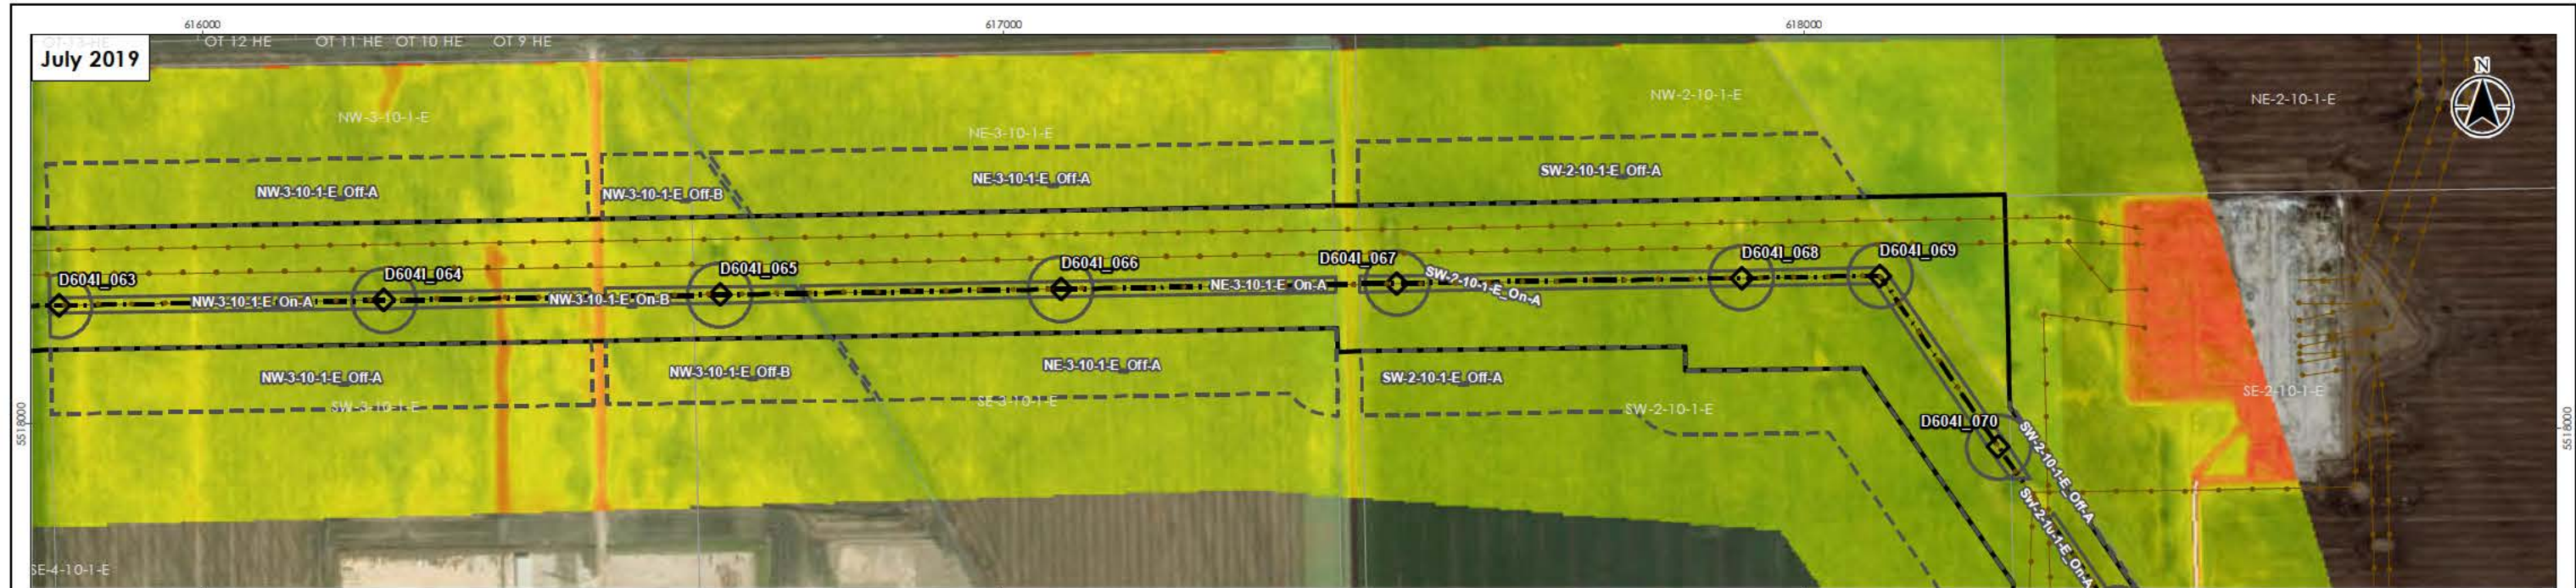 616000
617000
618000
July 2019
OT-13-HE
OT 12 HE
OT 11 HE
OT 10 HE
OT 9 HE
N
NW-3-10-1-E
NE-3-10-1-E
NW-2-10-1-E
NE-2-10-1-E
NW-3-10-1-E_Off-A
NW-3-10-1-E_Off-B
NE-3-10-1-E_Off-A
SW-2-10-1-E_Off-A
D604I_063
D604I_064
D604I_065
D604I_066
D604I_067
D604I_068
D604I_069
NW-3-10-1-E_On-A
NW-3-10-1-E_On-B
NE-3-10-1-E_On-A
SW-2-10-1-E_On-A
NW-3-10-1-E_Off-A
NW-3-10-1-E_Off-B
NE-3-10-1-E_Off-A
SW-2-10-1-E_Off-A
SW-3-10-1-E
SE-3-10-1-E
SW-2-10-1-E
SE-2-10-1-E
D604I_070
SW-2-10-1-E_Off-A
5518000
5518000
SE-4-10-1-E